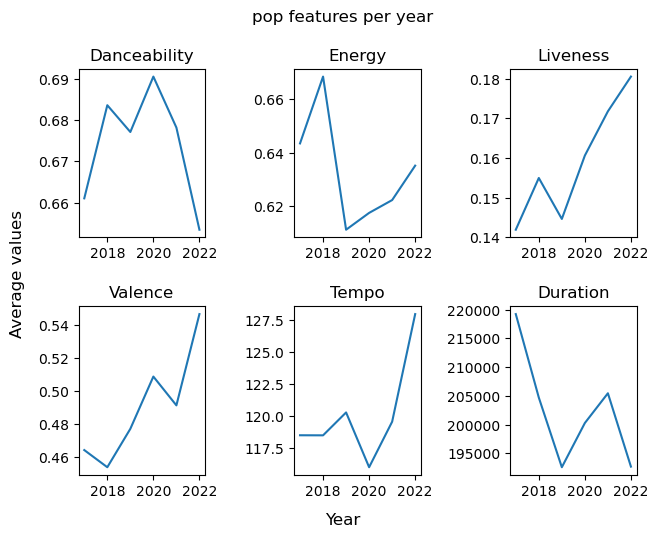 pop features per year
Danceability
0.69
0.68
0.67
0.66
2018 2020 2022
Energy
0.66
0.64
0.62
2018 2020 2022
Liveness
0.18
0.17
0.16
0.15
0.14
2018 2020 2022
Average values
Valence
0.54
0.52
0.50
0.48
0.46
2018 2020 2022
Tempo
127.5
125.0
122.5
120.0
117.5
2018 2020 2022
Duration
220000
215000
210000
205000
200000
195000
2018 2020 2022
Year